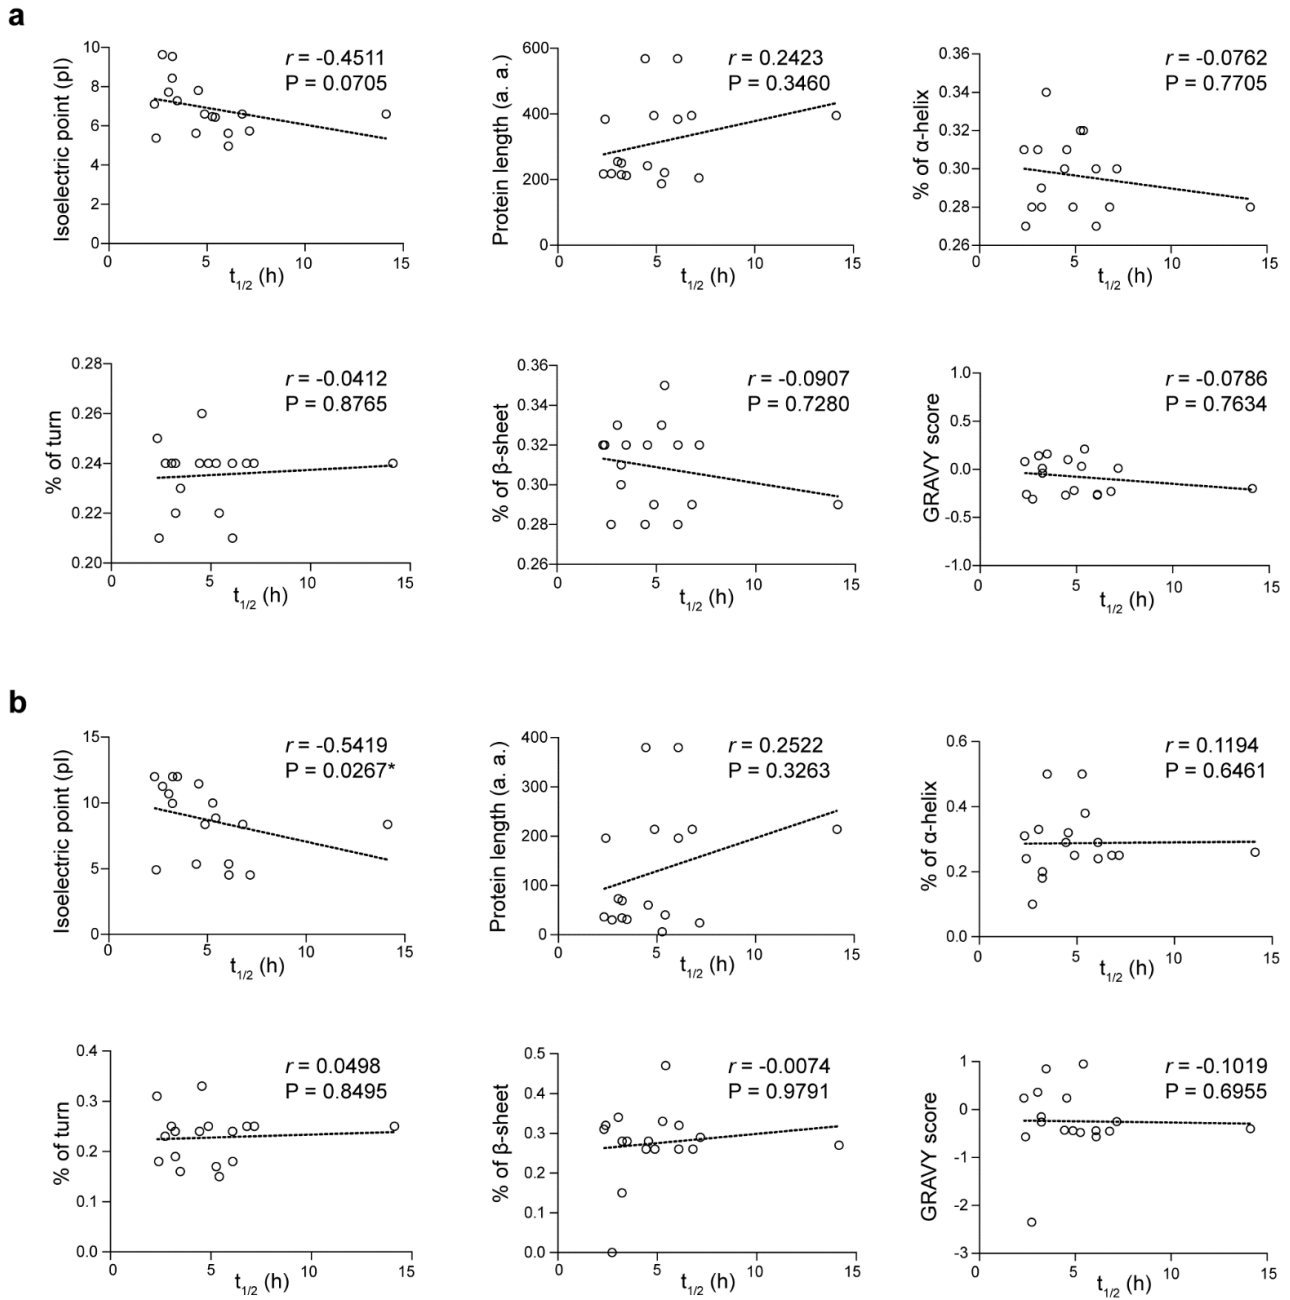 a
Isoelectric point (pI)
10
8
6
4
2
0
0 5 10 15
t1/2 (h)
r = -0.4511
P = 0.0705
Protein length (a. a.)
600
400
200
0
0 5 10 15
t1/2 (h)
r = 0.2423
P = 0.3460
% of α-helix
0.36
0.34
0.32
0.30
0.28
0.26
0 5 10 15
t1/2 (h)
r = -0.0762
P = 0.7705
% of turn
0.28
0.26
0.24
0.22
0.20
0 5 10 15
t1/2 (h)
r = -0.0412
P = 0.8765
% of β-sheet
0.36
0.34
0.32
0.30
0.28
0.26
0 5 10 15
t1/2 (h)
r = -0.0907
P = 0.7280
GRAVY score
1.0
0.5
0.0
-0.5
-1.0
0 5 10 15
t1/2 (h)
r = -0.0786
P = 0.7634
b
Isoelectric point (pI)
15
10
5
0
0 5 10 15
t1/2 (h)
r = -0.5419
P = 0.0267*
Protein length (a. a.)
400
300
200
100
0
0 5 10 15
t1/2 (h)
r = 0.2522
P = 0.3263
% of α-helix
0.6
0.4
0.2
0.0
0 5 10 15
t1/2 (h)
r = 0.1194
P = 0.6461
% of turn
0.4
0.3
0.2
0.1
0.0
0 5 10 15
t1/2 (h)
r = 0.0498
P = 0.8495
% of β-sheet
0.5
0.4
0.3
0.2
0.1
0.0
0 5 10 15
t1/2 (h)
r = -0.0074
P = 0.9791
GRAVY score
1
0
-1
-2
-3
0 5 10 15
t1/2 (h)
r = -0.1019
P = 0.6955